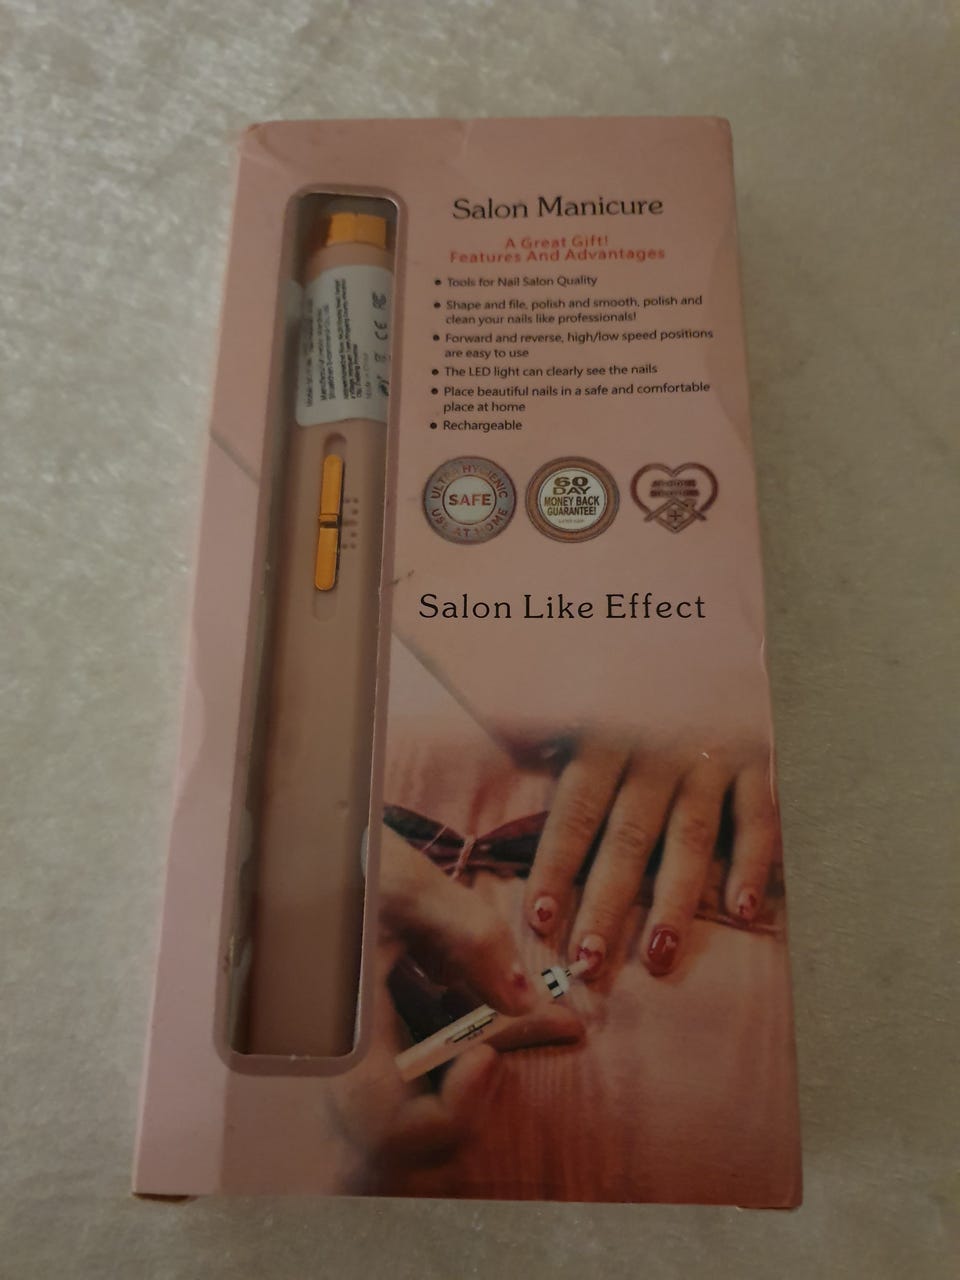 Salon Manicure
A Great Gift!
Features And Advantages
• Tools for Nail Salon Quality
• Shape and file, polish and smooth, polish and
clean your nails like professionals!
• Forward and reverse, high/low speed positions
are easy to use
• The LED light can clearly see the nails
• Place beautiful nails in a safe and comfortable
place at home
• Rechargeable
ULTRA HYGIENIC
SAFE
USE AT HOME
60
DAY
MONEY BACK
GUARANTEE!
Salon Like Effect
CE